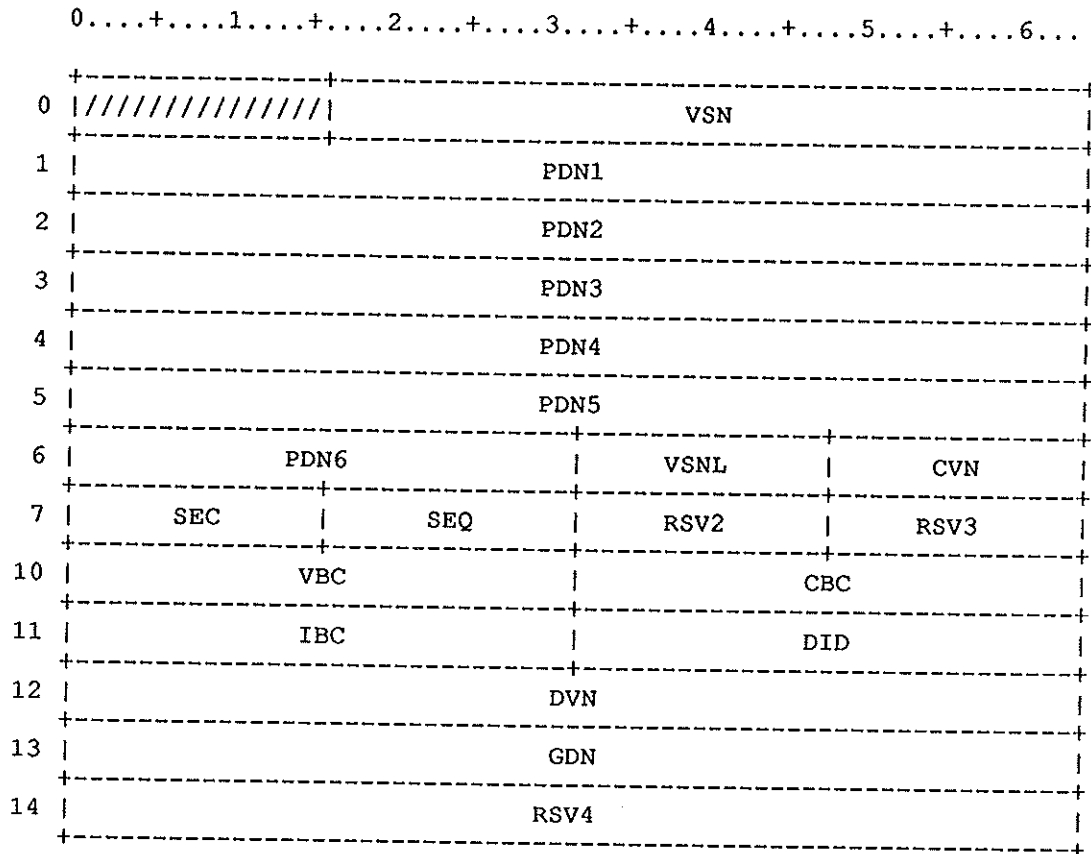 0....+....1....+....2....+....3....+....4....+....5....+....6...
+---------------+-----------------------------------------------+
0 |///////////////| VSN |
+---------------+-----------------------------------------------+
1 | PDN1 |
+---------------------------------------------------------------+
2 | PDN2 |
+---------------------------------------------------------------+
3 | PDN3 |
+---------------------------------------------------------------+
4 | PDN4 |
+---------------------------------------------------------------+
5 | PDN5 |
+-------------------------------+---------------+---------------+
6 | PDN6 | VSNL | CVN |
+---------------+---------------+---------------+---------------+
7 | SEC | SEQ | RSV2 | RSV3 |
+---------------+---------------+---------------+---------------+
10 | VBC | CBC |
+-------------------------------+-------------------------------+
11 | IBC | DID |
+-------------------------------+-------------------------------+
12 | DVN |
+---------------------------------------------------------------+
13 | GDN |
+---------------------------------------------------------------+
14 | RSV4 |
+---------------------------------------------------------------+